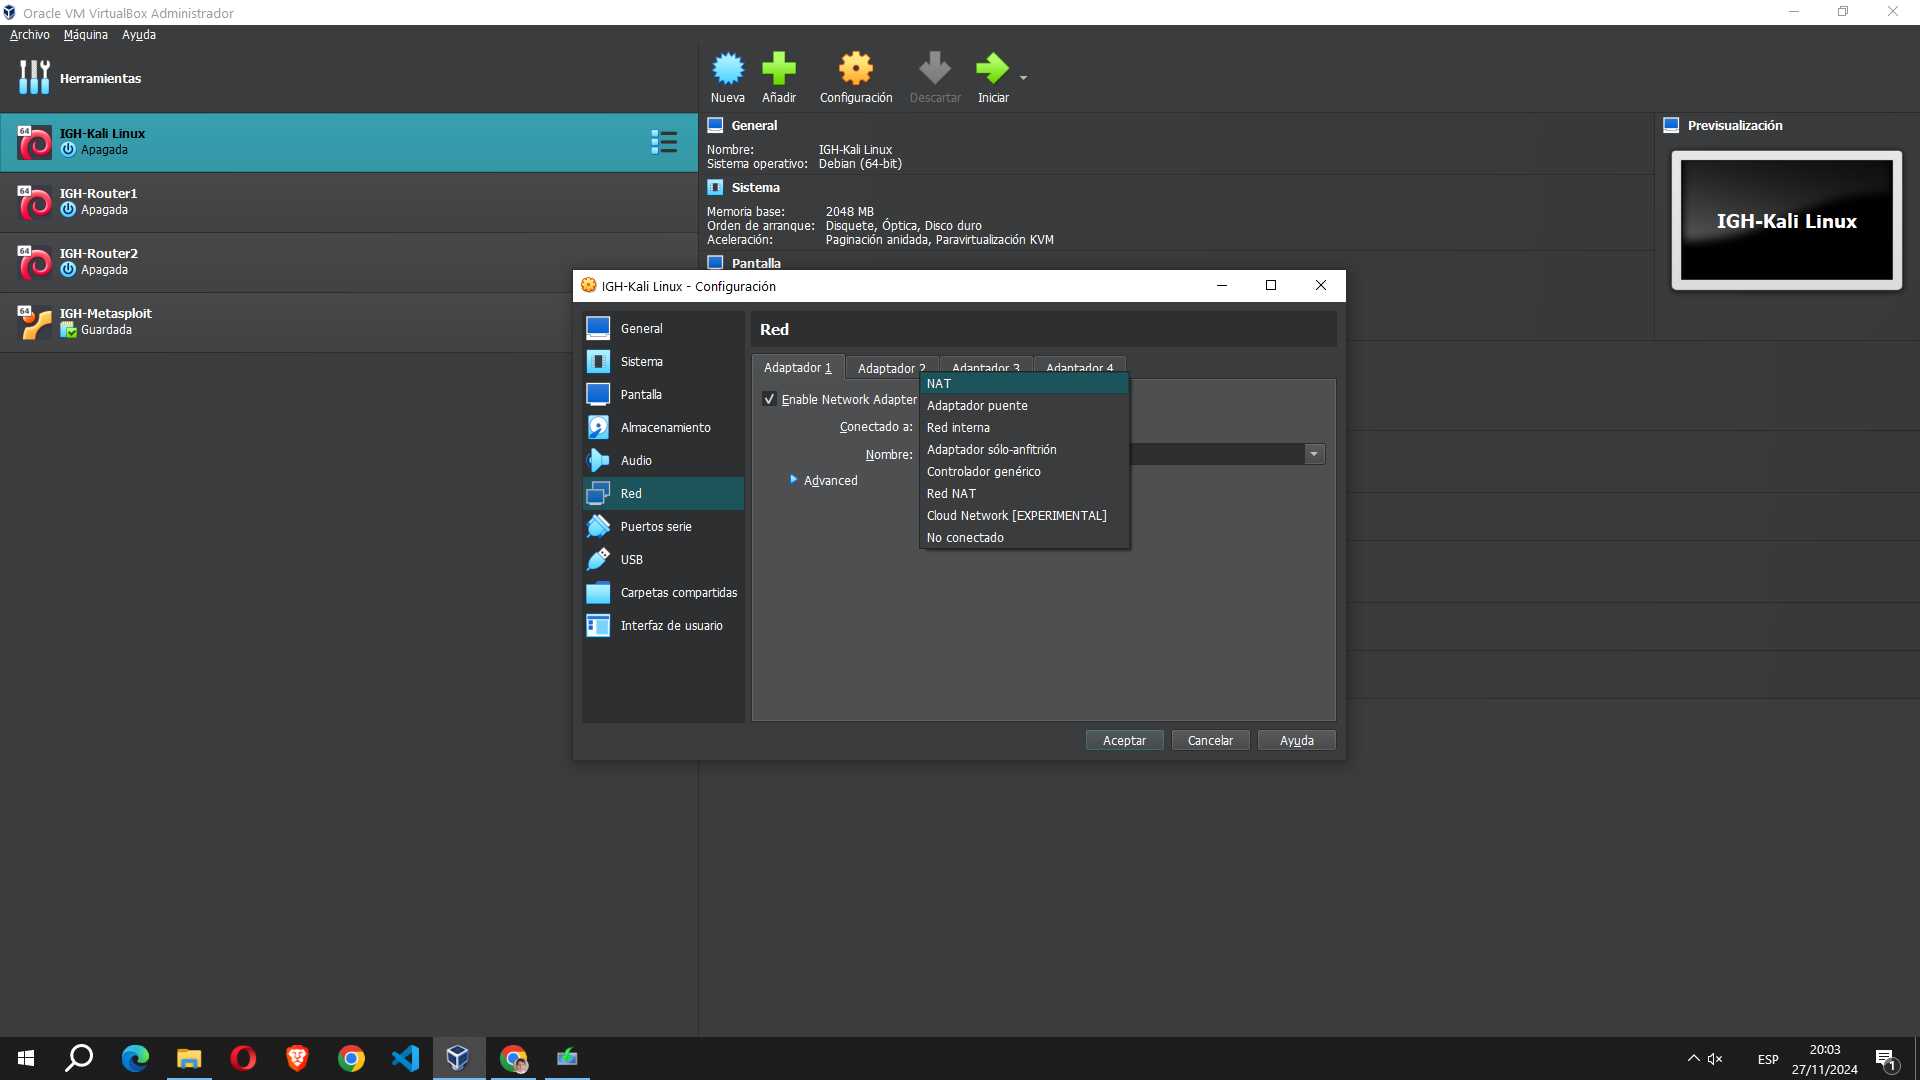 Oracle VM VirtualBox Administrador
Archivo Máquina Ayuda
Herramientas
Nueva Añadir Configuración Descartar Iniciar
64 IGH-Kali Linux
Apagada
64 IGH-Router1
Apagada
64 IGH-Router2
Apagada
64 IGH-Metasploit
Guardada
General
Nombre: IGH-Kali Linux
Sistema operativo: Debian (64-bit)
Sistema
Memoria base: 2048 MB
Orden de arranque: Disquete, Óptica, Disco duro
Aceleración: Paginación anidada, Paravirtualización KVM
Pantalla
Previsualización
IGH-Kali Linux
IGH-Kali Linux - Configuración
General
Sistema
Pantalla
Almacenamiento
Audio
Red
Puertos serie
USB
Carpetas compartidas
Interfaz de usuario
Red
Adaptador 1 Adaptador 2 Adaptador 3 Adaptador 4
Enable Network Adapter
Conectado a:
Nombre:
Advanced
NAT
Adaptador puente
Red interna
Adaptador sólo-anfitrión
Controlador genérico
Red NAT
Cloud Network [EXPERIMENTAL]
No conectado
Aceptar Cancelar Ayuda
ESP
20:03
27/11/2024
1